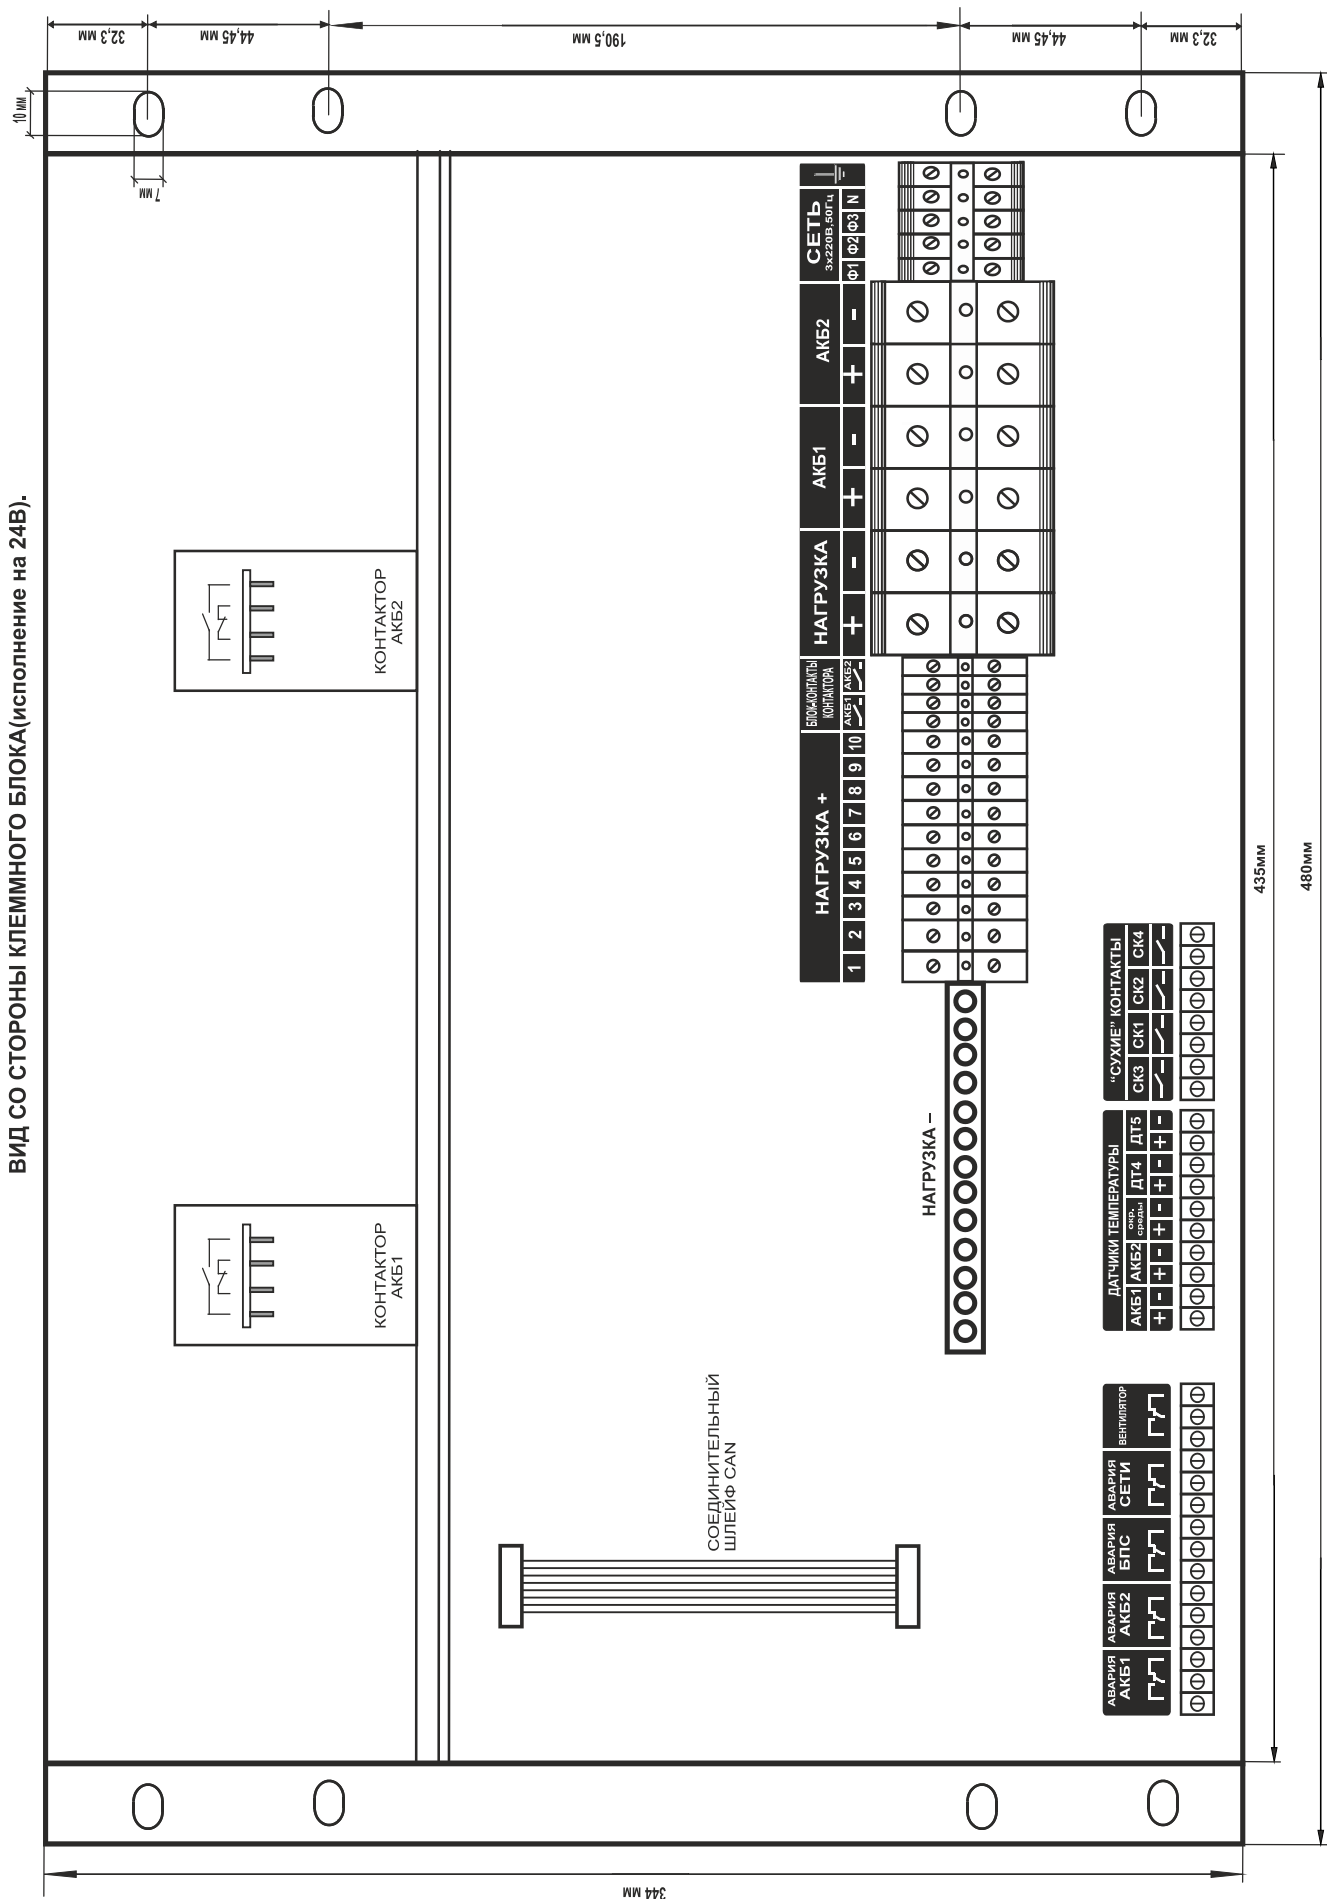 ВИД СО СТОРОНЫ КЛЕММНОГО БЛОКА(исполнение на 24В).
344 мм
32,3 мм
44,45 мм
190,5 мм
44,45 мм
32,3 мм
10 мм
7 мм
КОНТАКТОР
АКБ1
КОНТАКТОР
АКБ2
СОЕДИНИТЕЛЬНЫЙ
ШЛЕЙФ CAN
НАГРУЗКА –
НАГРУЗКА +
1 2 3 4 5 6 7 8 9 10
БЛОК-КОНТАКТЫ
КОНТАКТОРА
АКБ1 АКБ2
НАГРУЗКА
+ -
АКБ1
+ -
АКБ2
+ -
СЕТЬ
3х220В,50Гц
Ф1 Ф2 Ф3 N
АВАРИЯ
АКБ1
АВАРИЯ
АКБ2
АВАРИЯ
БПС
АВАРИЯ
СЕТИ
ВЕНТИЛЯТОР
ДАТЧИКИ ТЕМПЕРАТУРЫ
АКБ1 АКБ2 окр. среды ДТ4 ДТ5
+ - + - + - + - + -
“СУХИЕ” КОНТАКТЫ
СК3 СК1 СК2 СК4
435мм
480мм